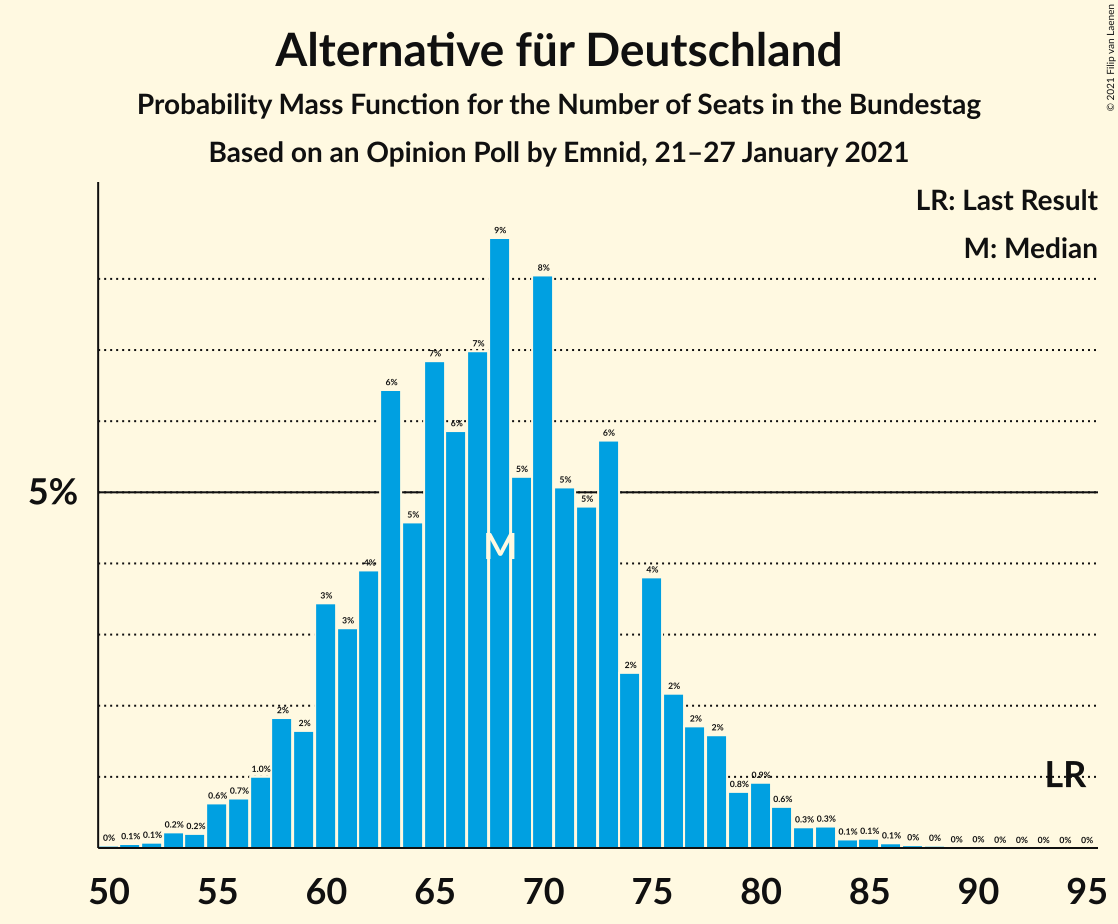 Alternative für Deutschland
Probability Mass Function for the Number of Seats in the Bundestag
Based on an Opinion Poll by Emnid, 21–27 January 2021
© 2021 Filip van Laenen
LR: Last Result
M: Median
5%
0% 0.1% 0.1% 0.2% 0.2% 0.6% 0.7% 1.0% 2% 2% 3% 3% 4% 6% 5% 7% 6% 7% 9% 5% 8% 5% 5% 6% 2% 4% 2% 2% 2% 0.8% 0.9% 0.6% 0.3% 0.3% 0.1% 0.1% 0.1% 0% 0% 0% 0% 0% 0% 0% 0% 0%
M
LR
50 55 60 65 70 75 80 85 90 95